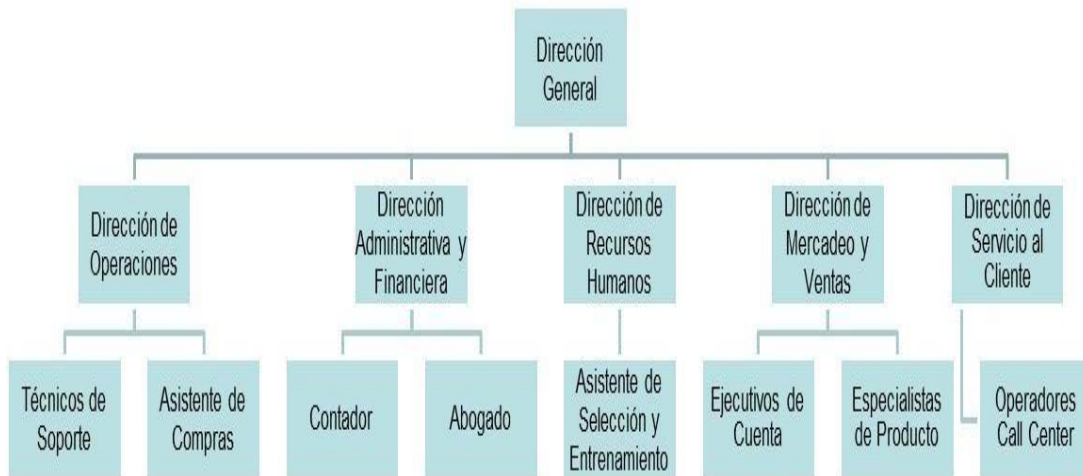 Dirección
General
Dirección de
Operaciones
Dirección
Administrativa y
Financiera
Dirección de
Recursos
Humanos
Dirección de
Mercadeo y
Ventas
Dirección de
Servicio al
Cliente
Técnicos de
Soporte
Asistente de
Compras
Contador
Abogado
Asistente de
Selección y
Entrenamiento
Ejecutivos de
Cuenta
Especialistas
de Producto
Operadores
Call Center